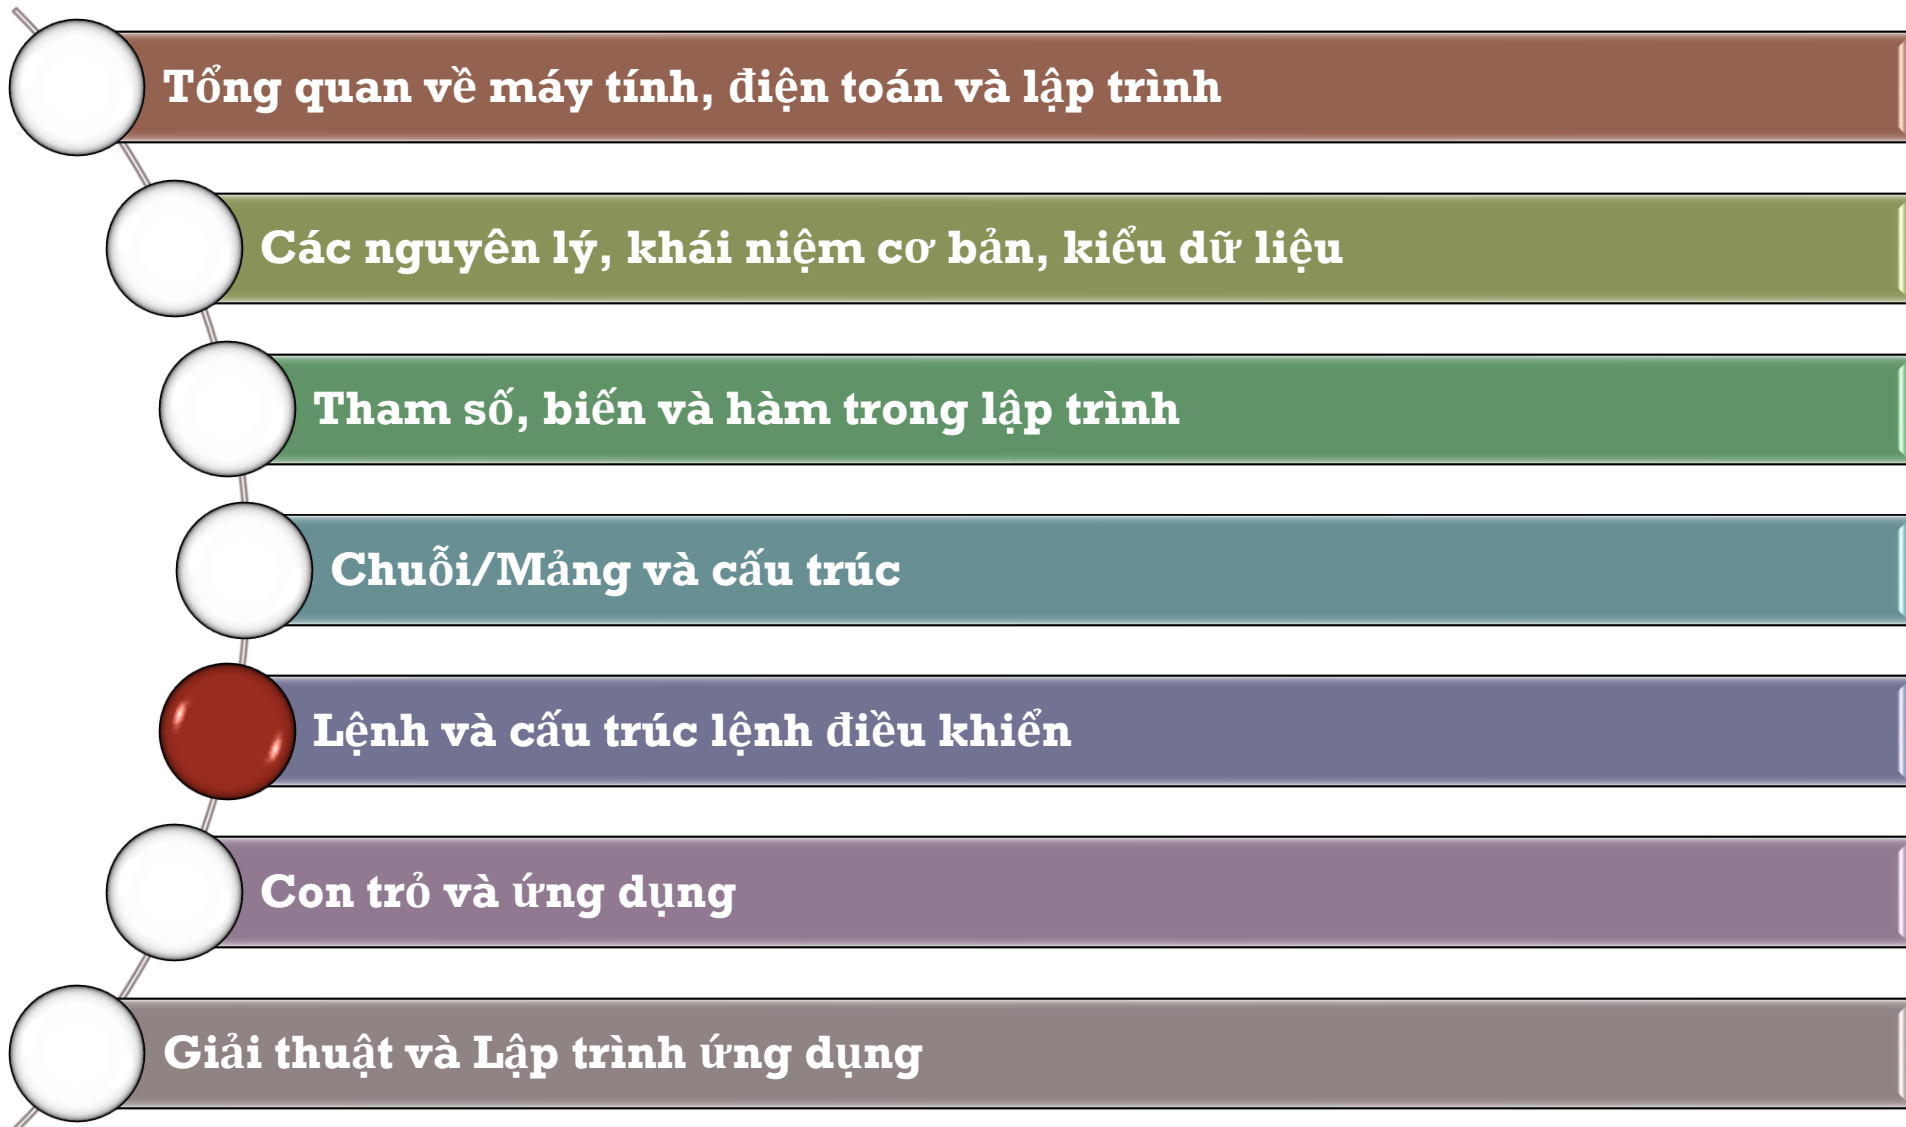 Tổng quan về máy tính, điện toán và lập trình
Các nguyên lý, khái niệm cơ bản, kiểu dữ liệu
Tham số, biến và hàm trong lập trình
Chuỗi/Mảng và cấu trúc
Lệnh và cấu trúc lệnh điều khiển
Con trỏ và ứng dụng
Giải thuật và Lập trình ứng dụng